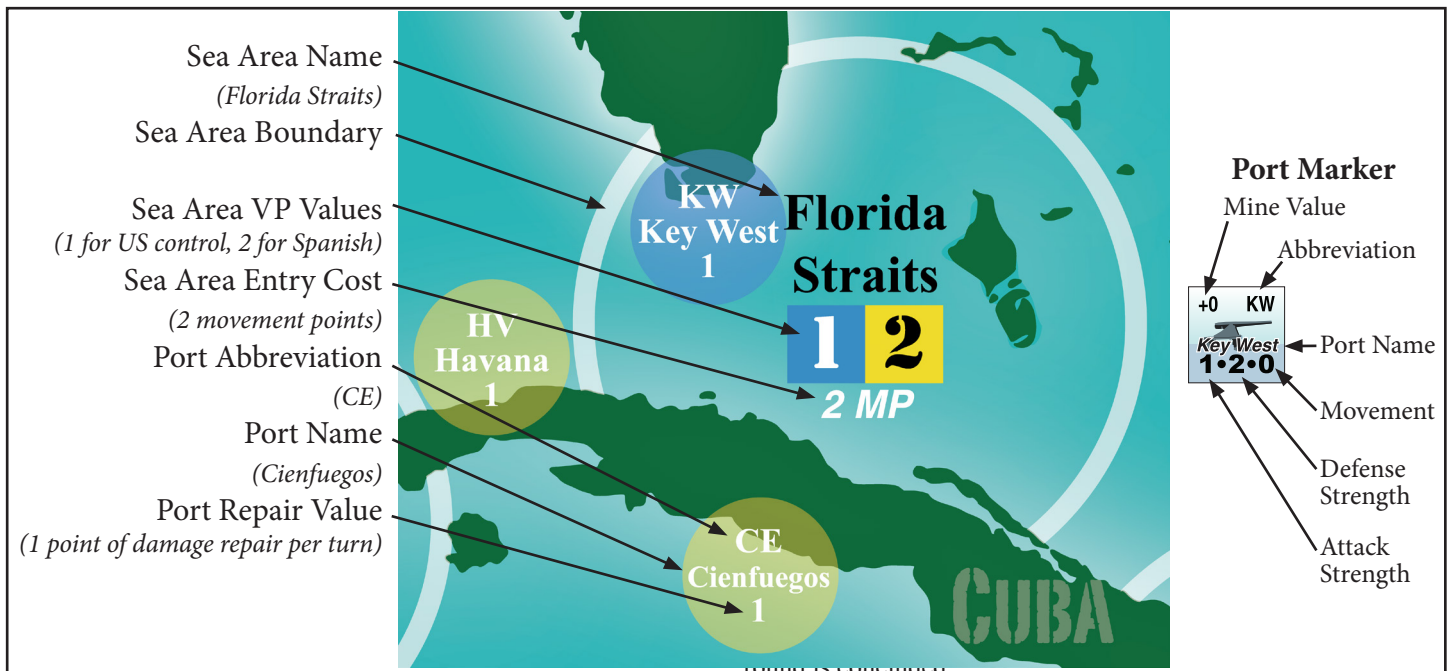 Sea Area Name
(Florida Straits)
Sea Area Boundary
Sea Area VP Values
(1 for US control, 2 for Spanish)
Sea Area Entry Cost
(2 movement points)
Port Abbreviation
(CE)
Port Name
(Cienfuegos)
Port Repair Value
(1 point of damage repair per turn)
KW
Key West
1
Florida
Straits
1 2
2 MP
HV
Havana
1
CE
Cienfuegos
1
CUBA
Port Marker
Mine Value
Abbreviation
+0 KW
Key West
1•2•0
Port Name
Movement
Defense
Strength
Attack
Strength